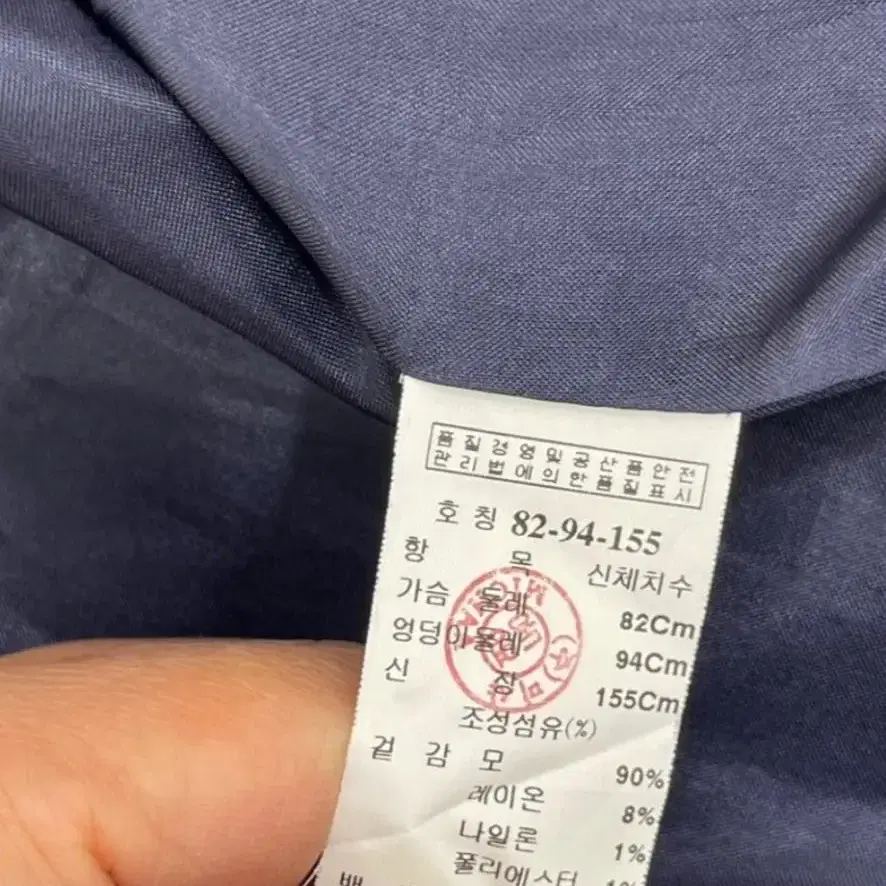 품질경영및공산품안전
관리법에의한품질표시
호칭 82-94-155
항 목 신체치수
가슴 둘레 82Cm
엉덩이둘레 94Cm
신 장 155Cm
조성섬유(%)
겉감 모 90%
레이온 8%
나일론 1%
폴리에스터